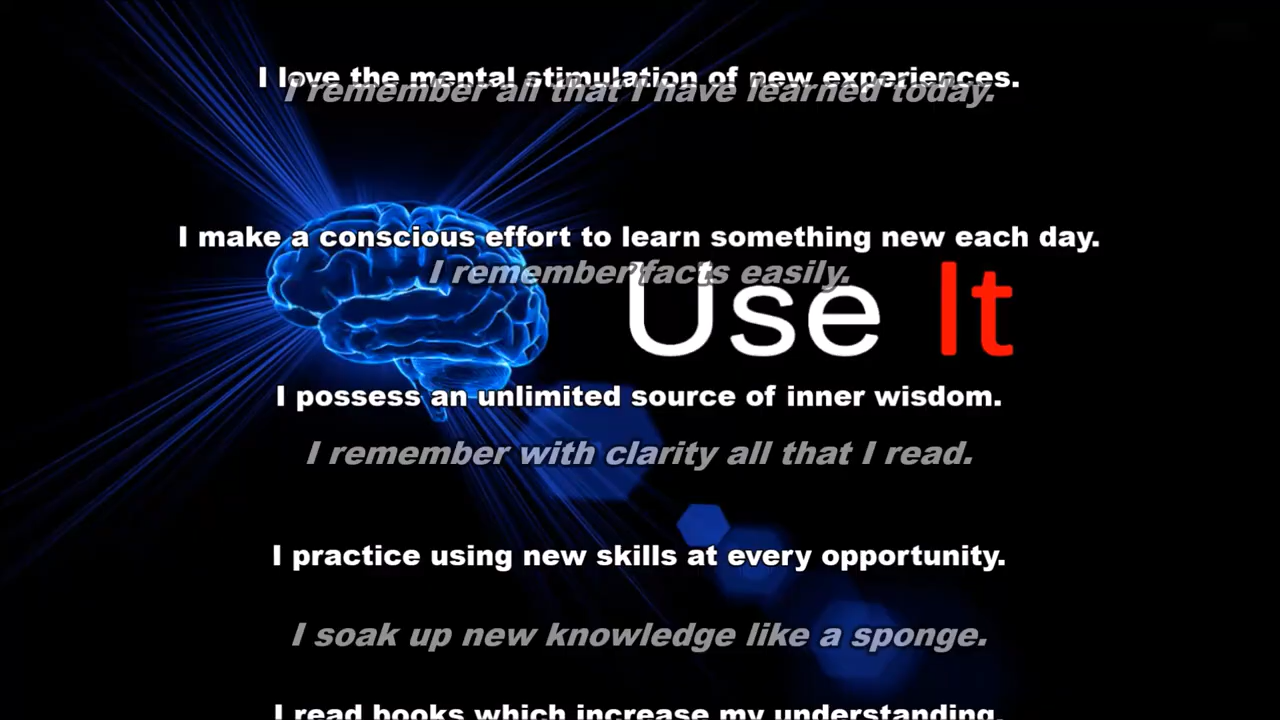 I love the mental stimulation of new experiences.
I remember all that I have learned today.
I make a conscious effort to learn something new each day.
I remember facts easily.
Use It
I possess an unlimited source of inner wisdom.
I remember with clarity all that I read.
I practice using new skills at every opportunity.
I soak up new knowledge like a sponge.
I read books which increase my understanding.